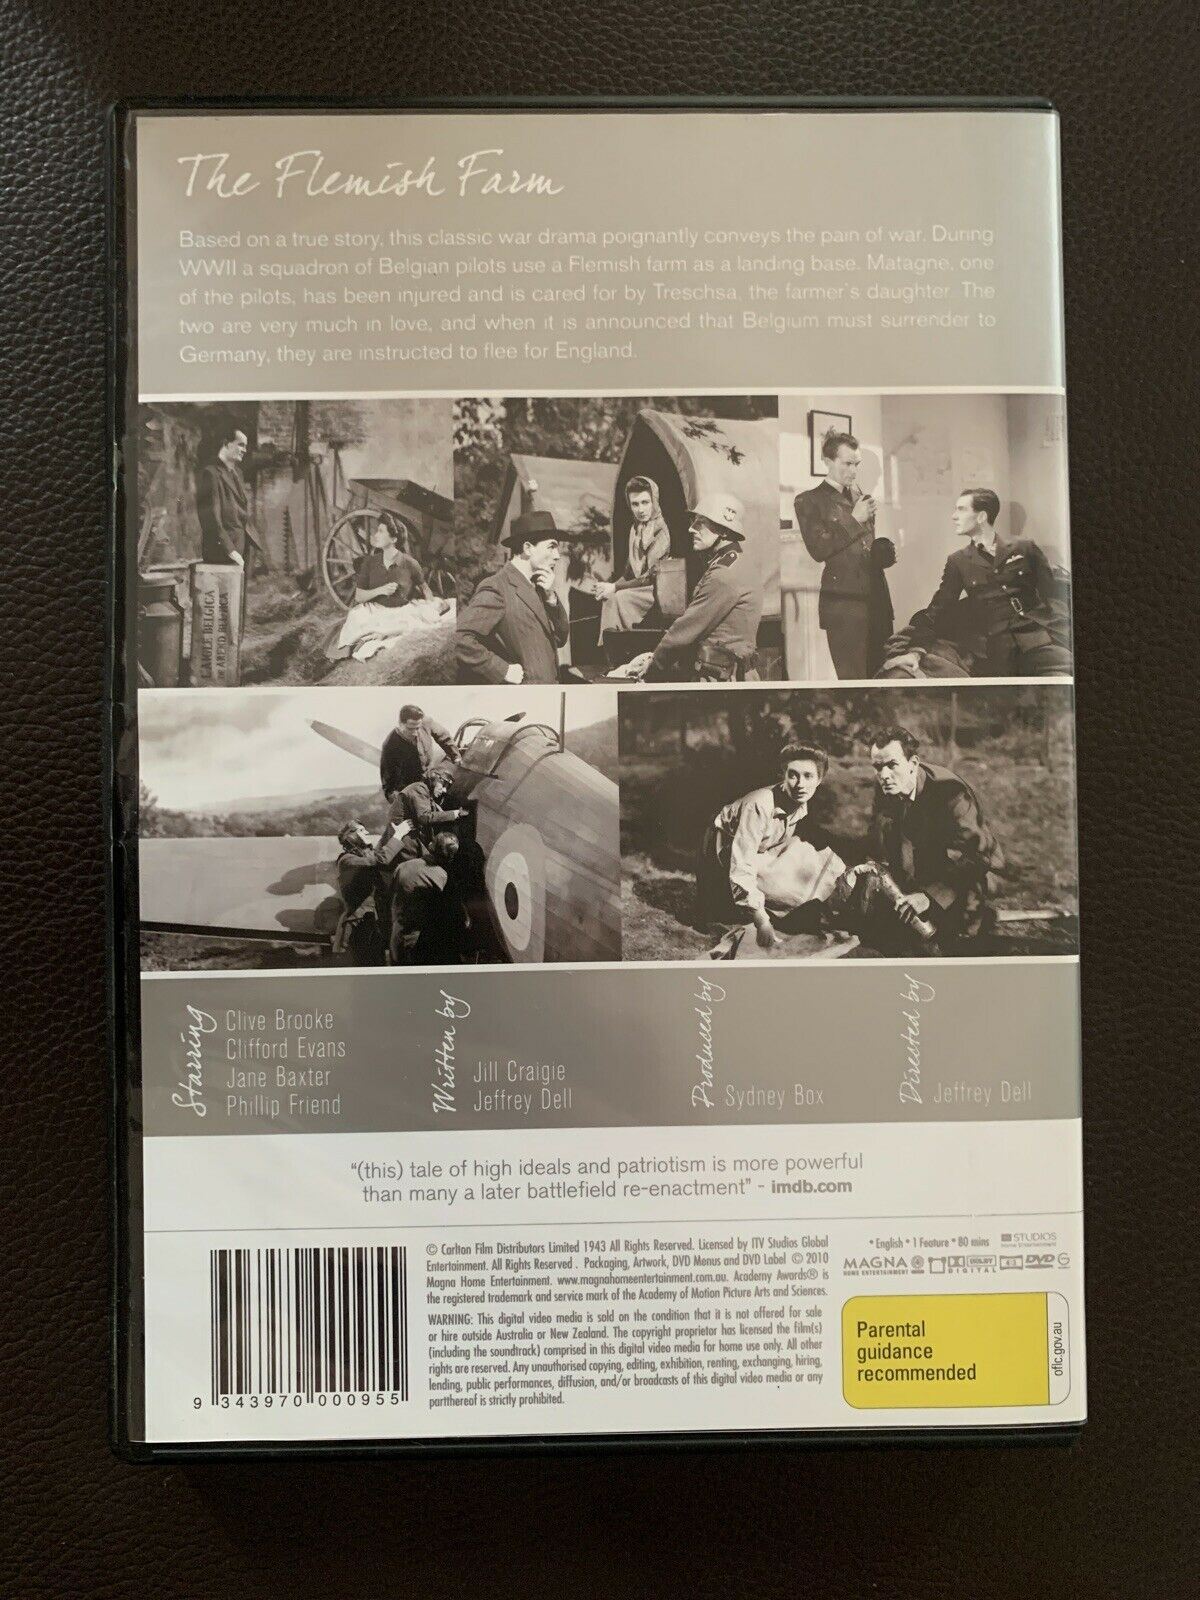 The Flemish Farm
Based on a true story, this classic war drama poignantly conveys the pain of war. During
WWII a squadron of Belgian pilots use a Flemish farm as a landing base. Matagne, one
of the pilots, has been injured and is cared for by Treschsa, the farmer's daughter. The
two are very much in love, and when it is announced that Belgium must surrender to
Germany, they are instructed to flee for England.
BELGICA
Starring
Clive Brooke
Clifford Evans
Jane Baxter
Phillip Friend
Written by
Jill Craigie
Jeffrey Dell
Produced by
Sydney Box
Directed by
Jeffrey Dell
“(this) tale of high ideals and patriotism is more powerful
than many a later battlefield re-enactment” - imdb.com
9 343970 000955
© Carlton Film Distributors Limited 1943 All Rights Reserved. Licensed by ITV Studios Global
Entertainment. All Rights Reserved . Packaging, Artwork, DVD Menus and DVD Label © 2010
Magna Home Entertainment. www.magnahomeentertainment.com.au. Academy Awards® is
the registered trademark and service mark of the Academy of Motion Picture Arts and Sciences.
WARNING: This digital video media is sold on the condition that it is not offered for sale
or hire outside Australia or New Zealand. The copyright proprietor has licensed the film(s)
(including the soundtrack) comprised in this digital video media for home use only. All other
rights are reserved. Any unauthorised copying, editing, exhibition, renting, exchanging, hiring,
lending, public performances, diffusion, and/or broadcasts of this digital video media or any
partthereof is strictly prohibited.
• English • 1 Feature • 80 mins
STUDIOS
Home Entertainment
MAGNA
HOME ENTERTAINMENT
DOLBY
DIGITAL
4:3
DVD
G
Parental
guidance
recommended
oflc.gov.au